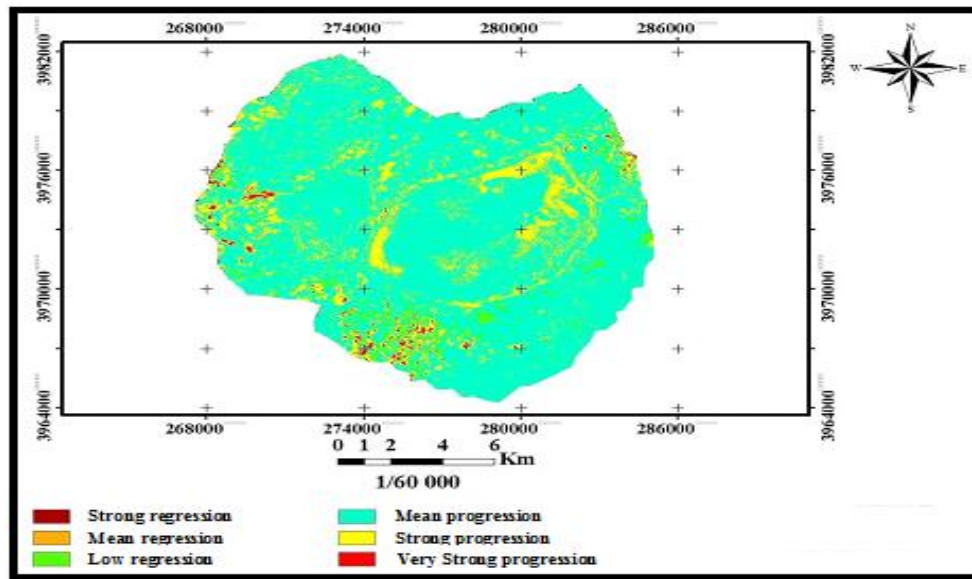 268000 274000 280000 286000
N
W E
S
3982000 3982000
3976000 3976000
3970000 3970000
3964000 3964000
268000 274000 280000 286000
0 1 2 4 6
Km
1/60 000
Strong regression Mean progression
Mean regression Strong progression
Low regression Very Strong progression